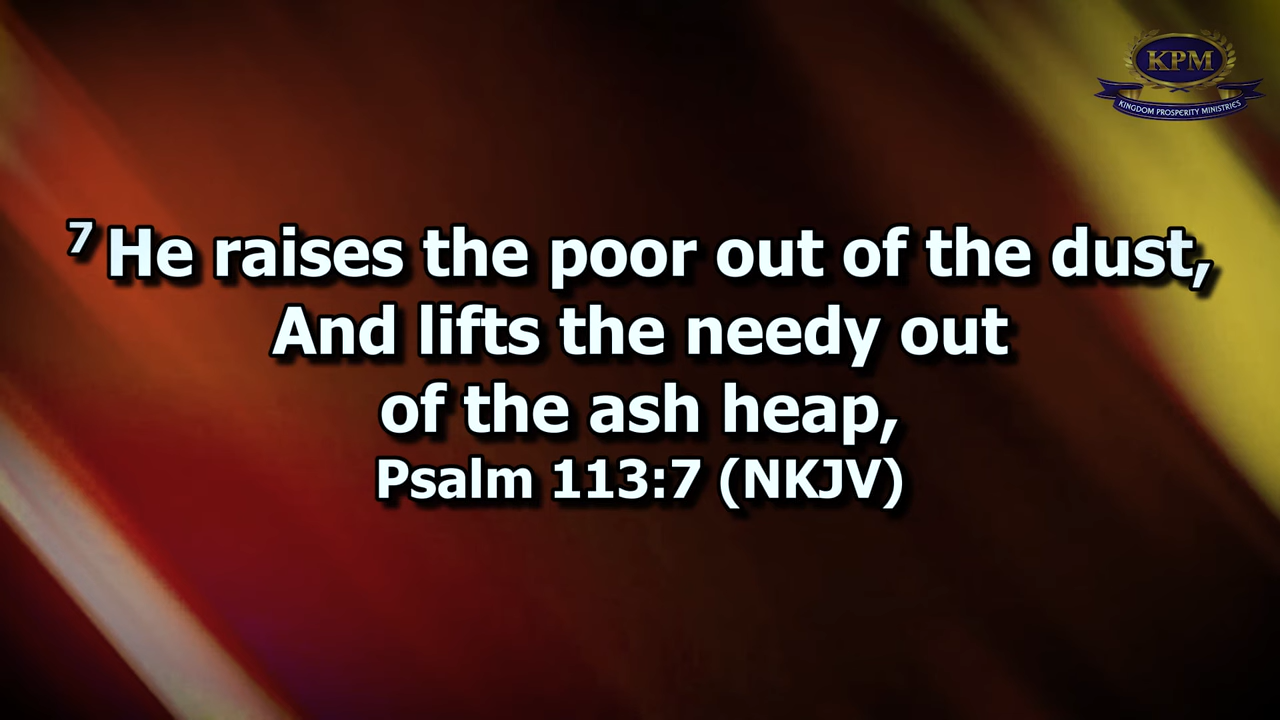 KPM
KINGDOM PROSPERITY MINISTRIES
7 He raises the poor out of the dust,
And lifts the needy out
of the ash heap,
Psalm 113:7 (NKJV)